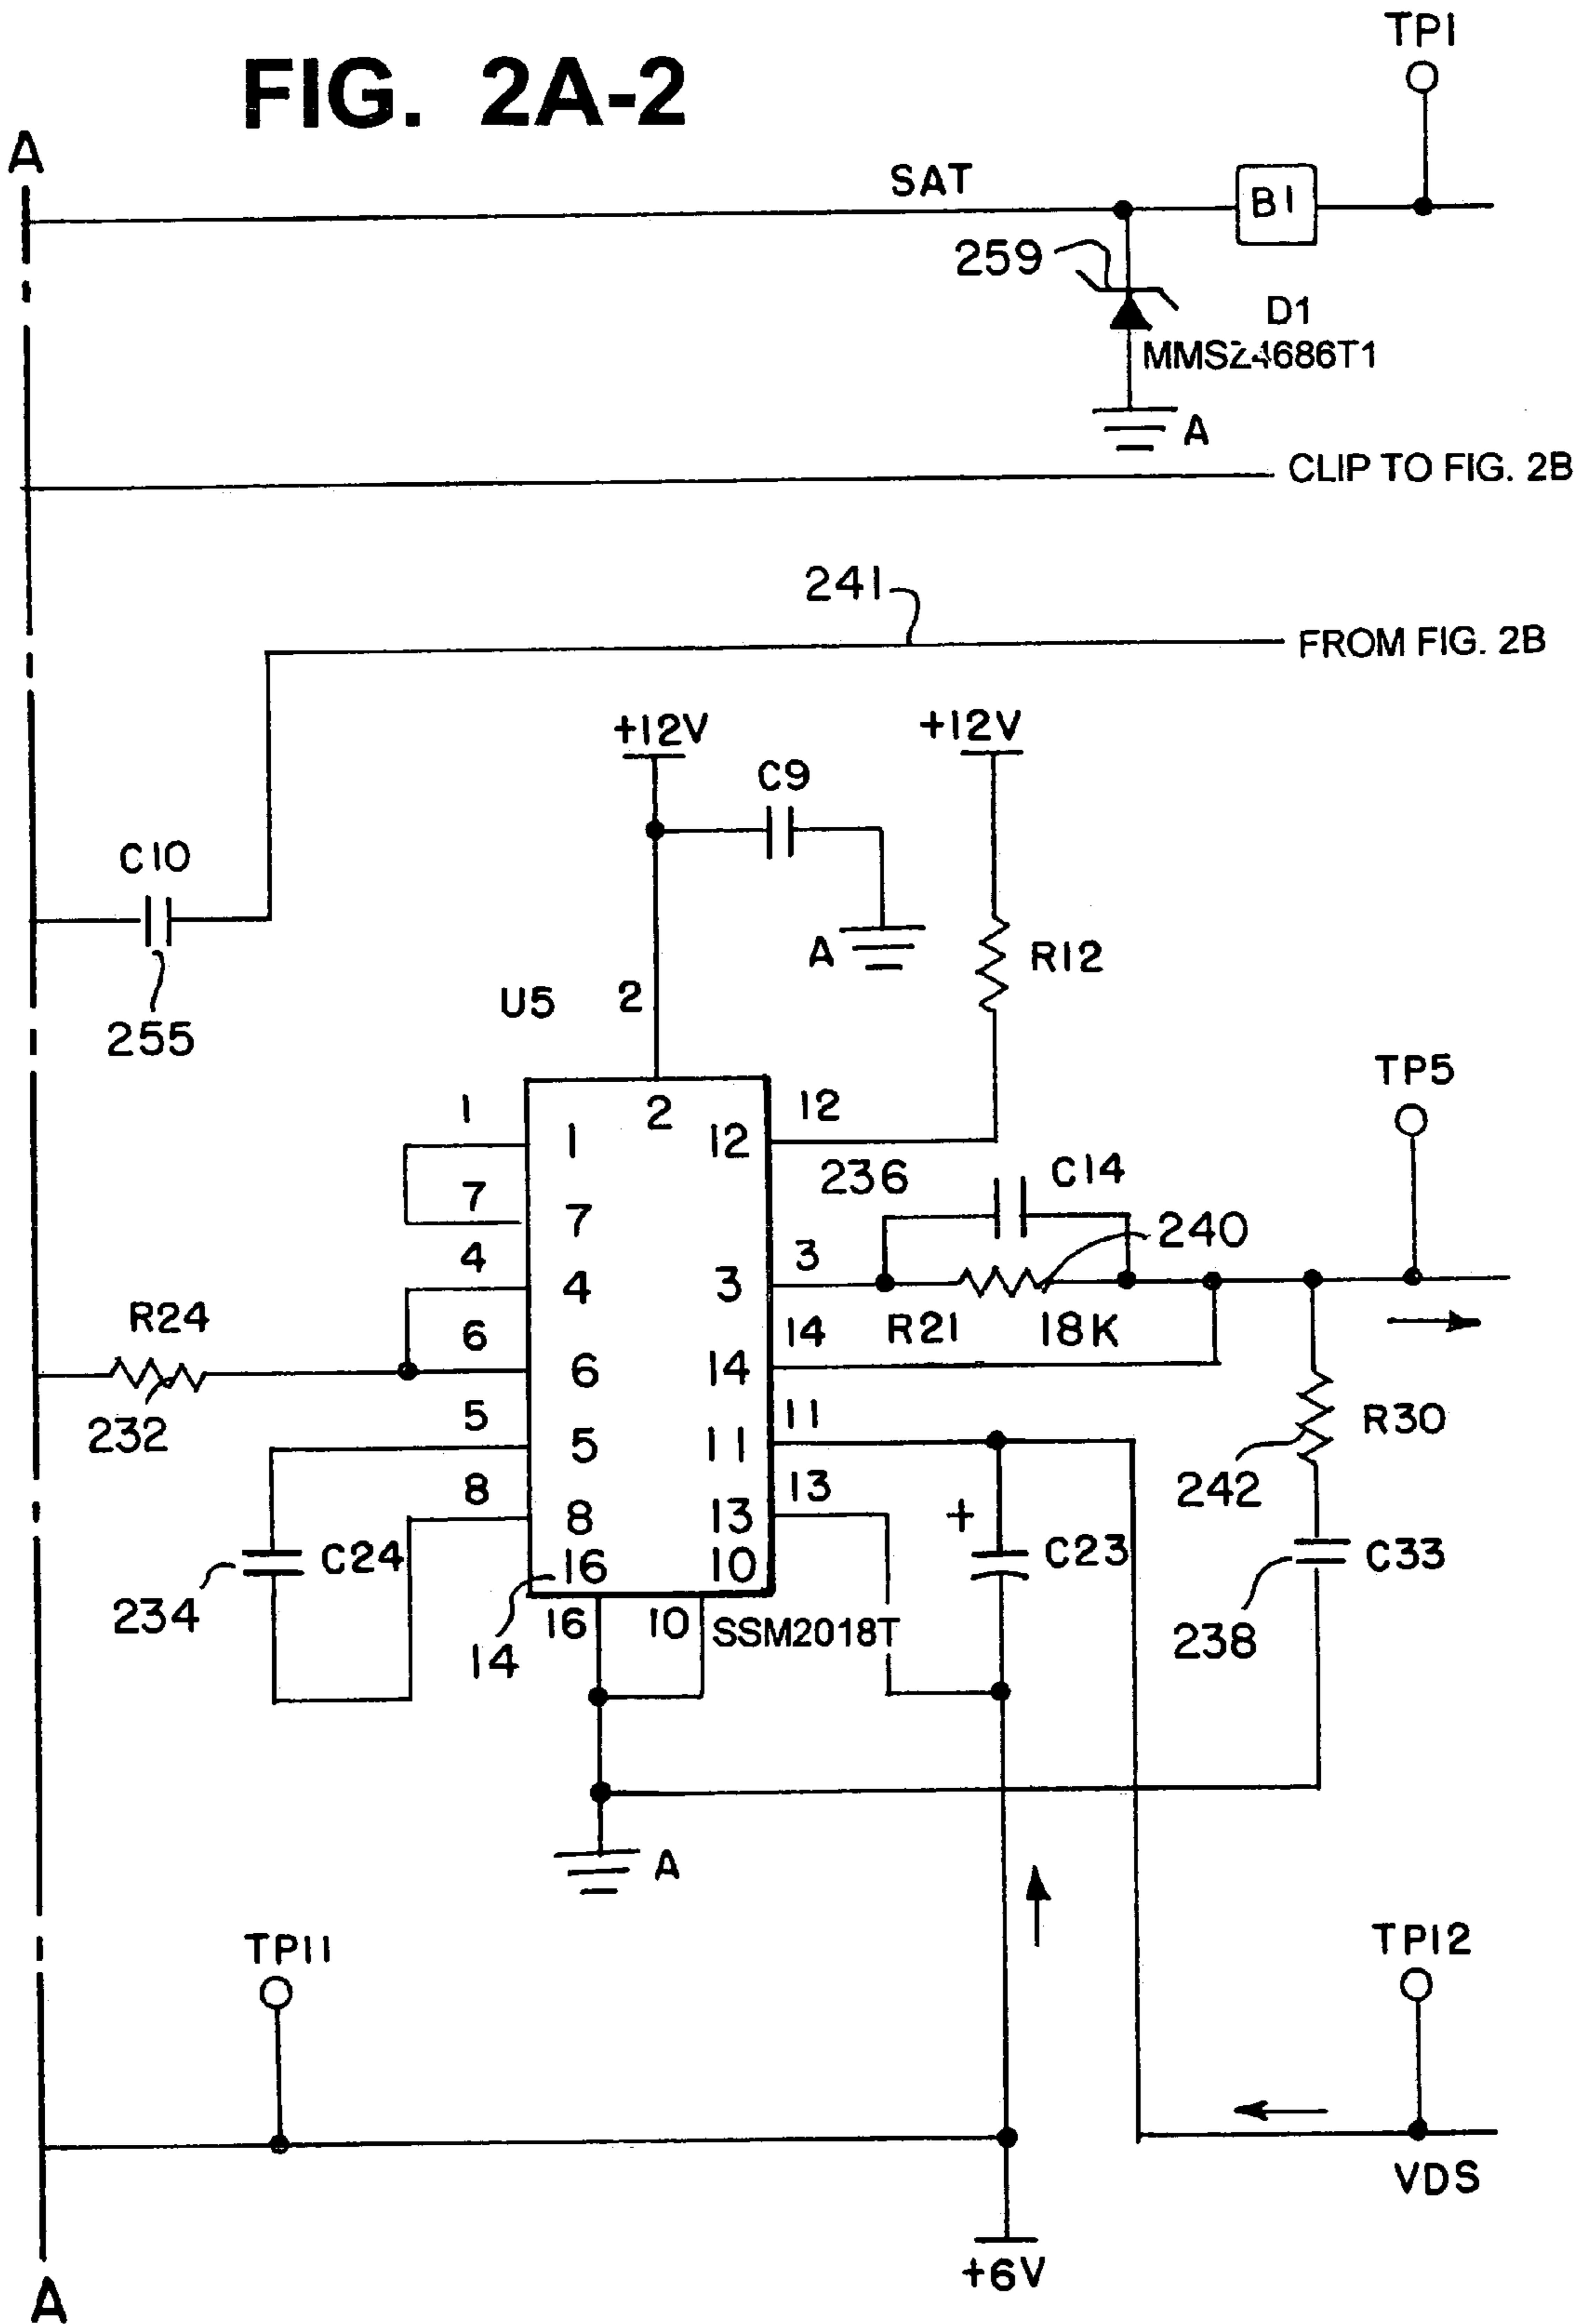 FIG. 2A-2
TP1
A
SAT
B1
259
D1
MMSZ4686T1
A
CLIP TO FIG. 2B
241
FROM FIG. 2B
+12V
+12V
C9
C10
A
R12
U5
2
255
TP5
1
2
12
1
12
236
C14
7
7
240
4
3
4
3
R24
R21
18K
6
14
6
14
232
5
11
R30
5
11
242
8
13
8
13
+
C24
C23
C33
16
10
234
16
10
SSM2018T
238
14
A
TP11
TP12
VDS
+6V
A